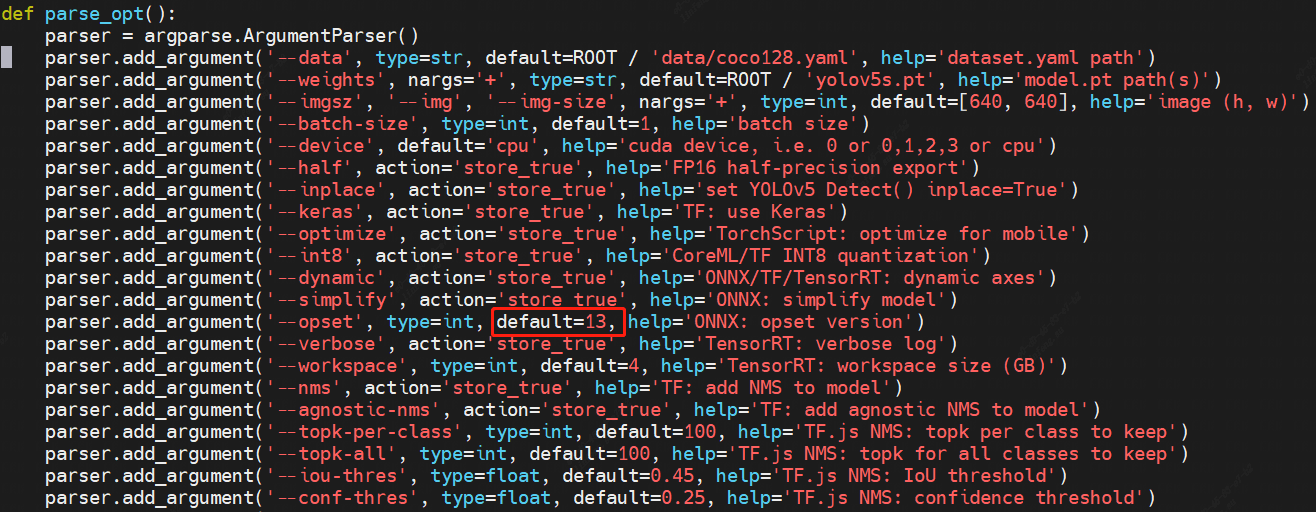 def parse_opt():
    parser = argparse.ArgumentParser()
    parser.add_argument('--data', type=str, default=ROOT / 'data/coco128.yaml', help='dataset.yaml path')
    parser.add_argument('--weights', nargs='+', type=str, default=ROOT / 'yolov5s.pt', help='model.pt path(s)')
    parser.add_argument('--imgsz', '--img', '--img-size', nargs='+', type=int, default=[640, 640], help='image (h, w)')
    parser.add_argument('--batch-size', type=int, default=1, help='batch size')
    parser.add_argument('--device', default='cpu', help='cuda device, i.e. 0 or 0,1,2,3 or cpu')
    parser.add_argument('--half', action='store_true', help='FP16 half-precision export')
    parser.add_argument('--inplace', action='store_true', help='set YOLOv5 Detect() inplace=True')
    parser.add_argument('--keras', action='store_true', help='TF: use Keras')
    parser.add_argument('--optimize', action='store_true', help='TorchScript: optimize for mobile')
    parser.add_argument('--int8', action='store_true', help='CoreML/TF INT8 quantization')
    parser.add_argument('--dynamic', action='store_true', help='ONNX/TF/TensorRT: dynamic axes')
    parser.add_argument('--simplify', action='store_true', help='ONNX: simplify model')
    parser.add_argument('--opset', type=int, default=13, help='ONNX: opset version')
    parser.add_argument('--verbose', action='store_true', help='TensorRT: verbose log')
    parser.add_argument('--workspace', type=int, default=4, help='TensorRT: workspace size (GB)')
    parser.add_argument('--nms', action='store_true', help='TF: add NMS to model')
    parser.add_argument('--agnostic-nms', action='store_true', help='TF: add agnostic NMS to model')
    parser.add_argument('--topk-per-class', type=int, default=100, help='TF.js NMS: topk per class to keep')
    parser.add_argument('--topk-all', type=int, default=100, help='TF.js NMS: topk for all classes to keep')
    parser.add_argument('--iou-thres', type=float, default=0.45, help='TF.js NMS: IoU threshold')
    parser.add_argument('--conf-thres', type=float, default=0.25, help='TF.js NMS: confidence threshold')